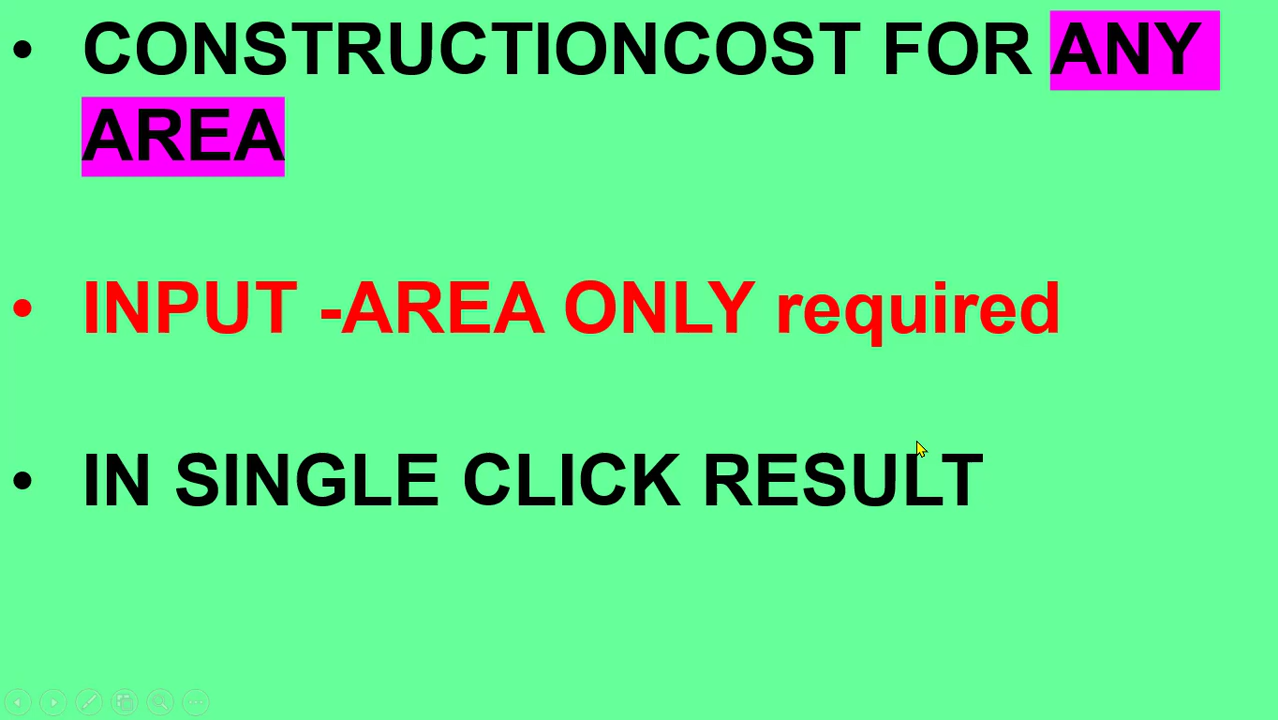 • CONSTRUCTIONCOST FOR ANY
AREA
• INPUT -AREA ONLY required
• IN SINGLE CLICK RESULT